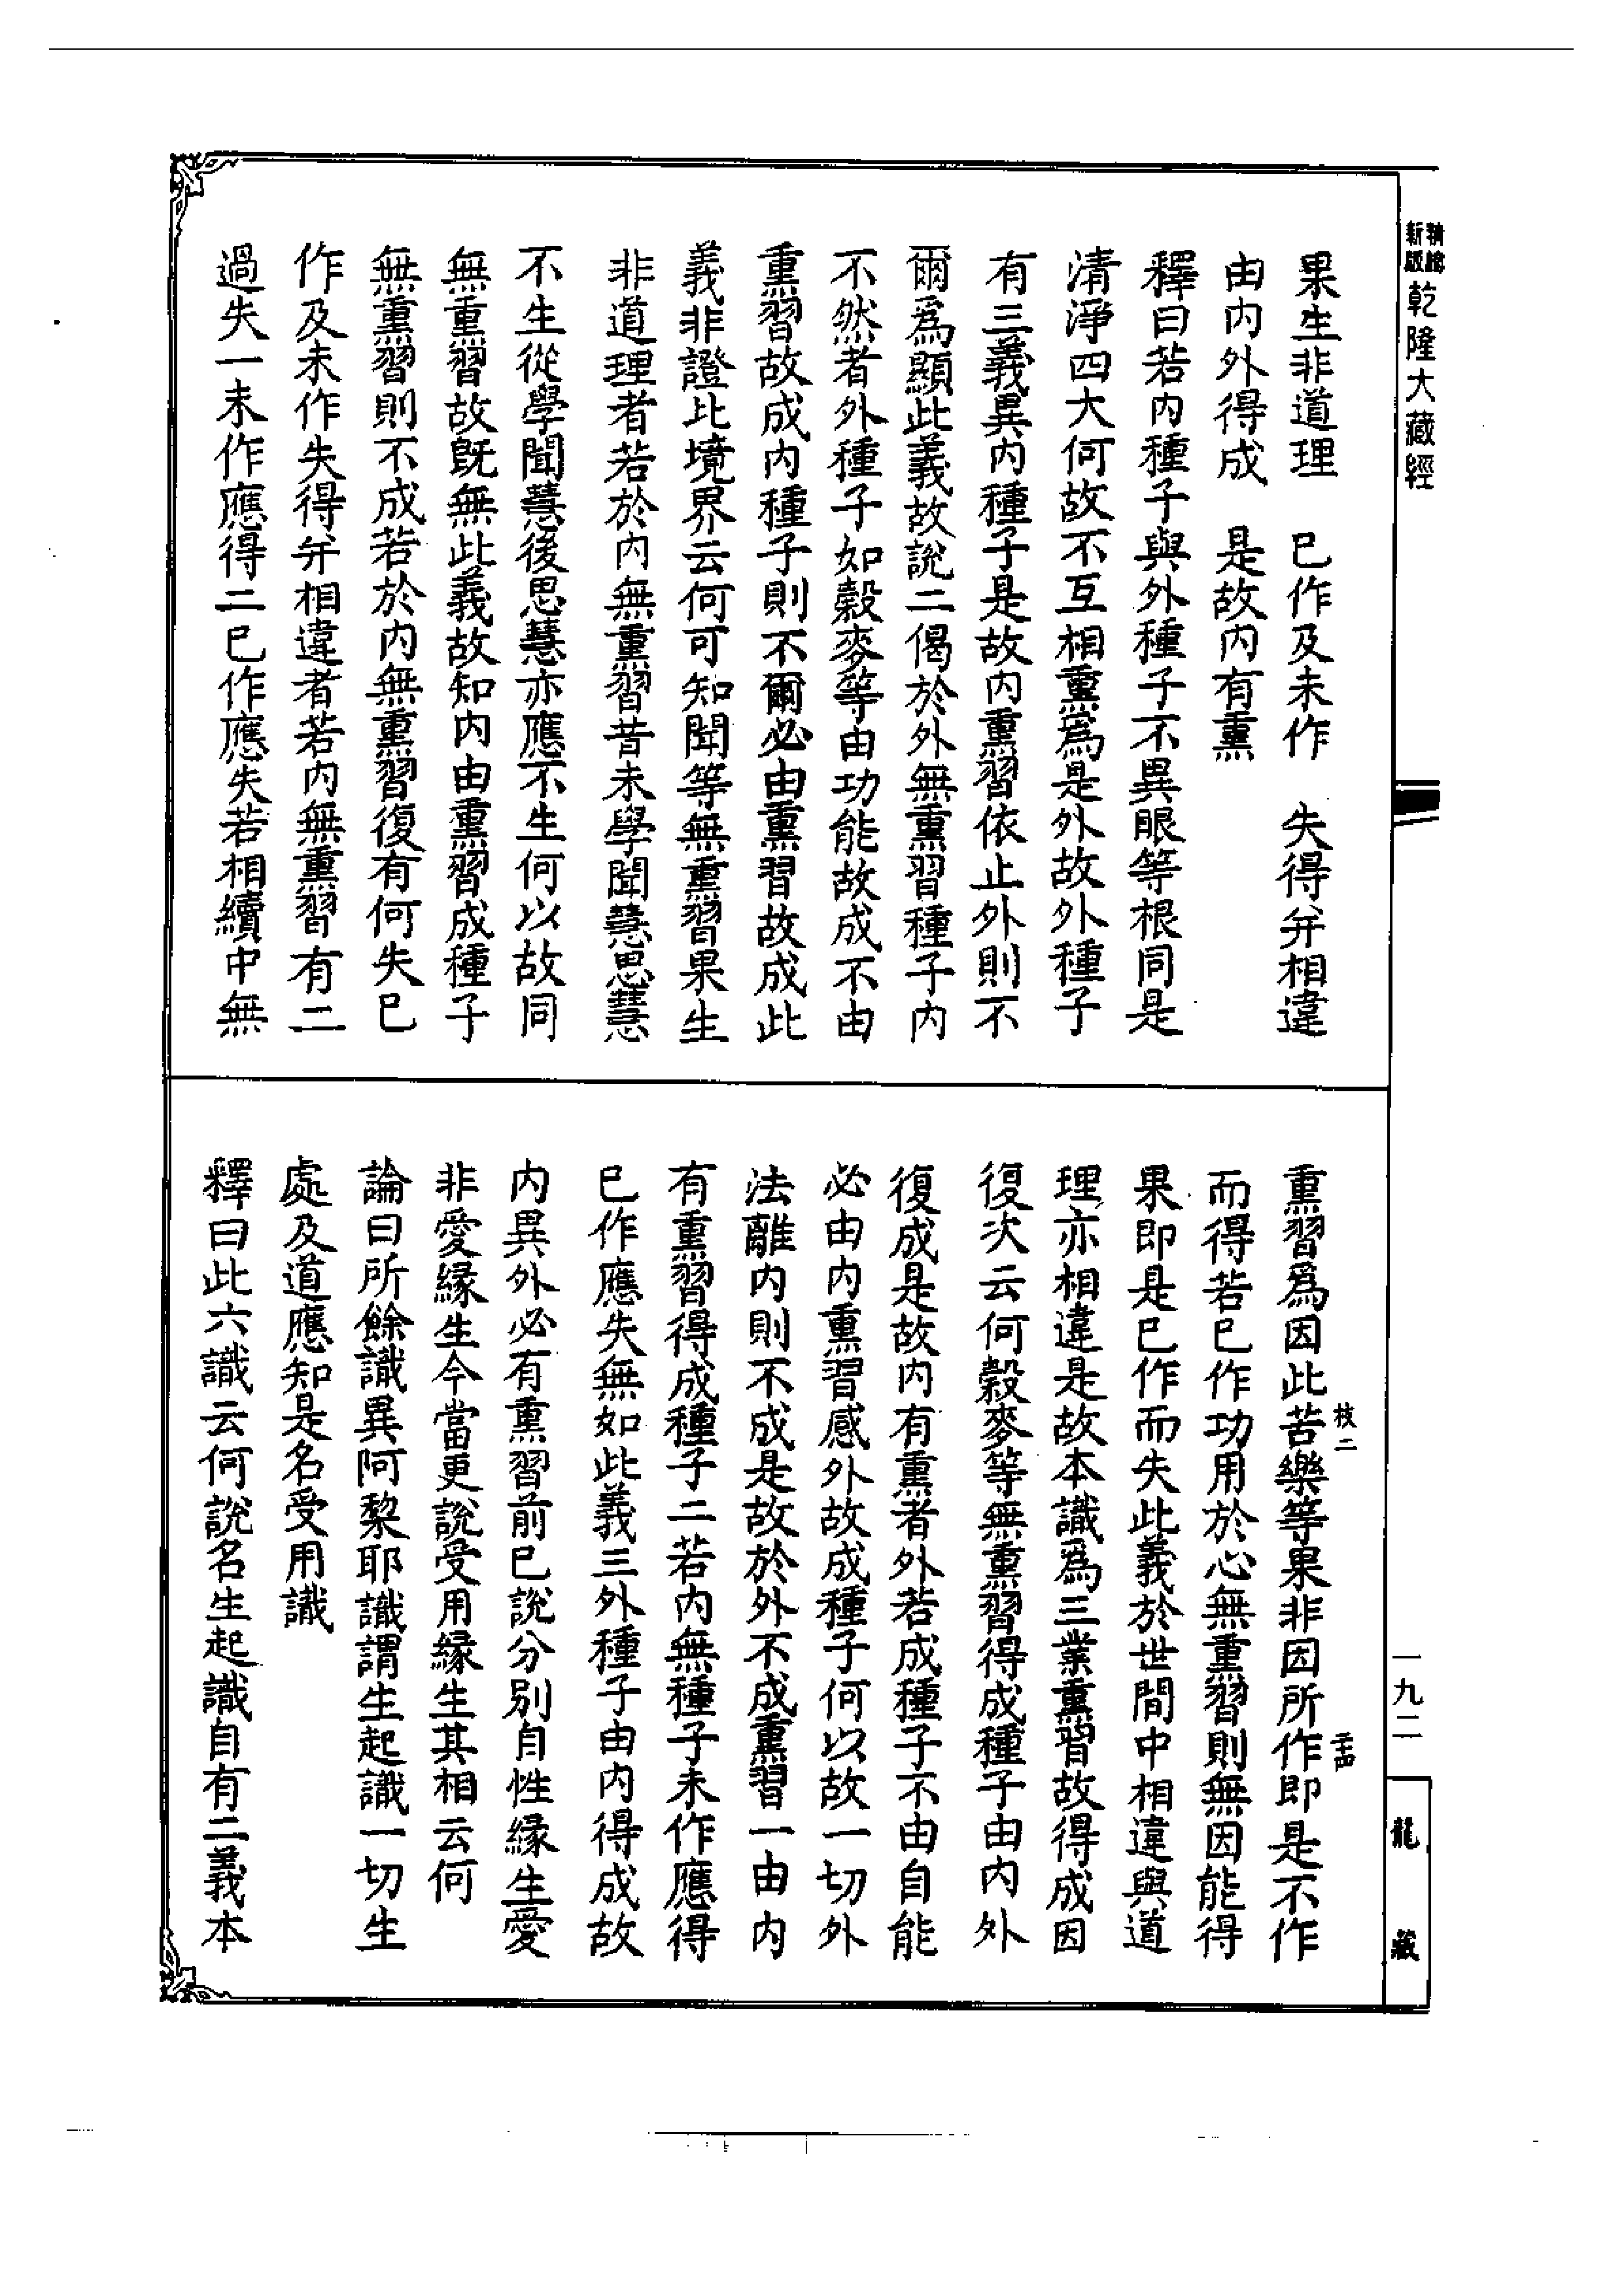 新版
乾隆大藏經
果生非道理　已作及未作　失得并相違
由内外得成　是故内有熏
釋曰若内種子與外種子不異眼等根同是
清淨四大何故不互相熏爲是外故外種子
有三義異内種子是故内熏習依止外則不
爾爲顯此義故說二偈於外無熏習種子内
不然者外種子如穀麥等由功能故成不由
熏習故成内種子則不爾必由熏習故成此
義非證比境界云何可知聞等無熏習果生
非道理者若於内無熏習昔未學聞慧思慧
不生從學聞慧後思慧亦應不生何以故同
無熏習故旣無此義故知内由熏習成種子
無熏習則不成若於内無熏習復有何失已
作及未作失得并相違者若内無熏習有二
過失一未作應得二已作應失若相續中無
熏習爲因此苦樂等果非因所作即是不作
而得若已作功用於心無熏習則無因能得
果即是已作而失此義於世間中相違與道
理亦相違是故本識爲三業熏習故得成因
復次云何穀麥等無熏習得成種子由内外
復成是故内有熏者外若成種子不由自能
必由内熏習感外故成種子何以故一切外
法離内則不成是故於外不成熏習一由内
有熏習得成種子二若内無種子未作應得
已作應失無如此義三外種子由内得成故
内異外必有熏習前已說分別自性緣生愛
非愛緣生今當更說受用緣生其相云何
論曰所餘識異阿黎耶識謂生起識一切生
處及道應知是名受用識
釋曰此六識云何說名生起識自有二義本
枝二
一九二
龍藏